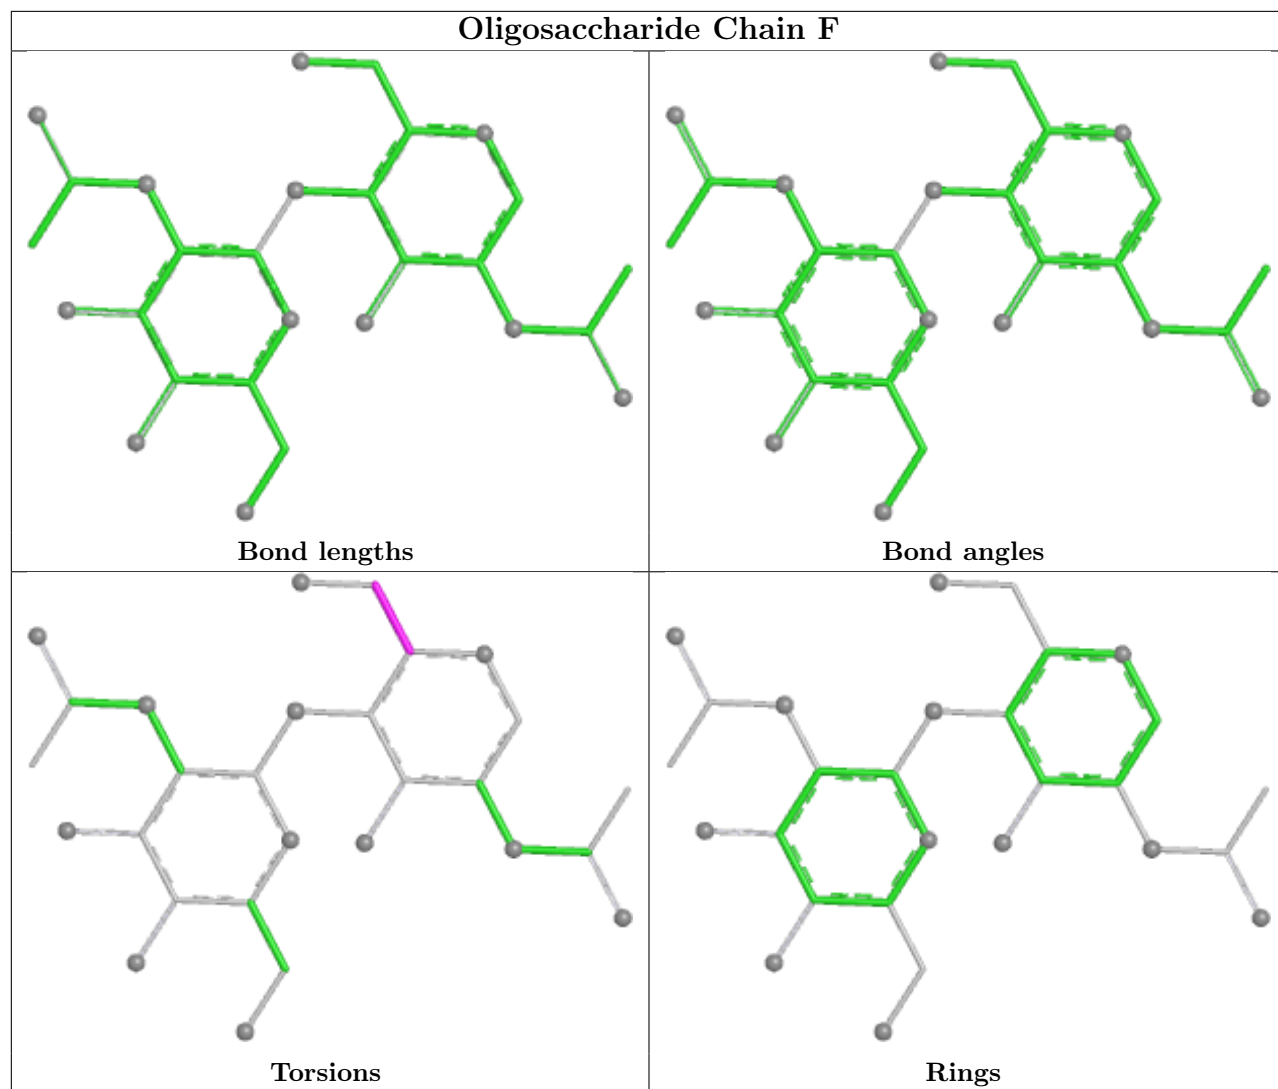 Oligosaccharide Chain F
Bond lengths
Bond angles
Torsions
Rings